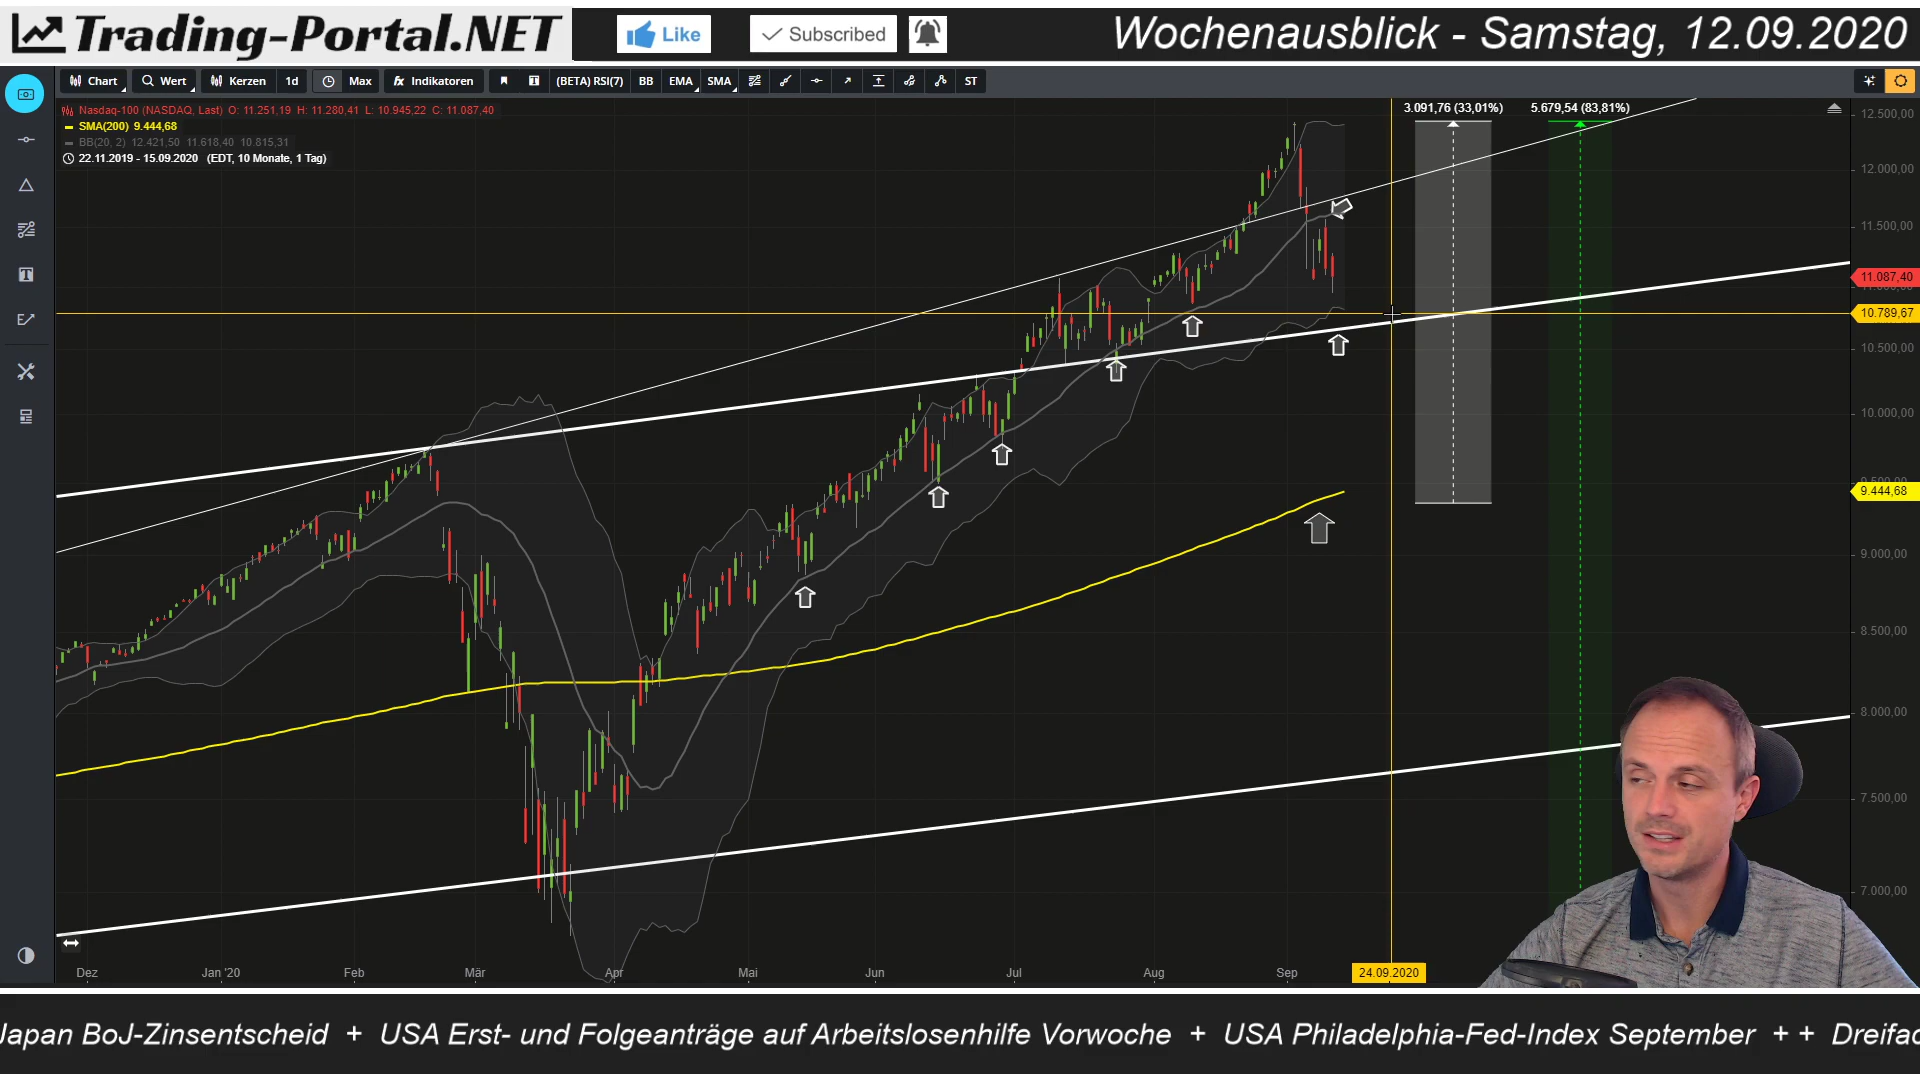 Trading-Portal.NET
Like
Subscribed
Wochenausblick - Samstag, 12.09.2020
Chart
Wert
Kerzen
1d
Max
fx Indikatoren
(BETA) RSI(7)
BB
EMA
SMA
ST
Nasdaq-100 (NASDAQ, Last) O: 11.251,19 H: 11.280,41 L: 10.945,22 C: 11.087,40
SMA(200) 9.444,68
BB(20, 2) 12.421,50 11.618,40 10.815,31
22.11.2019 - 15.09.2020 (EDT, 10 Monate, 1 Tag)
3.091,76 (33,01%)
5.679,54 (83,81%)
12.500,00
12.000,00
11.500,00
11.087,40
10.789,67
10.500,00
10.000,00
9.444,68
9.000,00
8.500,00
8.000,00
7.500,00
7.000,00
Dez
Jan '20
Feb
Mär
Apr
Mai
Jun
Jul
Aug
Sep
24.09.2020
Japan BoJ-Zinsentscheid + USA Erst- und Folgeanträge auf Arbeitslosenhilfe Vorwoche + USA Philadelphia-Fed-Index September + + Dreifac